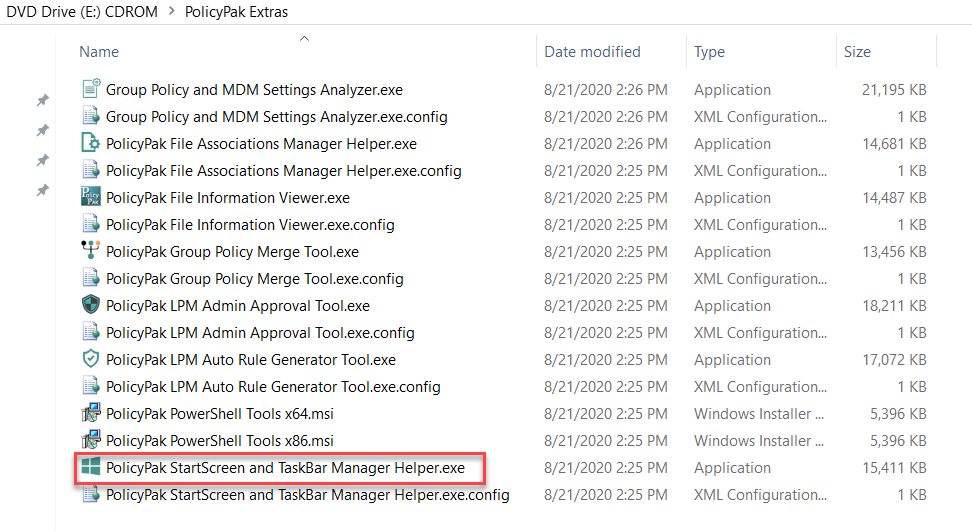 DVD Drive (E:) CDROM > PolicyPak Extras
Name Date modified Type Size
Group Policy and MDM Settings Analyzer.exe 8/21/2020 2:26 PM Application 21,195 KB
Group Policy and MDM Settings Analyzer.exe.config 8/21/2020 2:26 PM XML Configuration... 1 KB
PolicyPak File Associations Manager Helper.exe 8/21/2020 2:26 PM Application 14,681 KB
PolicyPak File Associations Manager Helper.exe.config 8/21/2020 2:25 PM XML Configuration... 1 KB
PolicyPak File Information Viewer.exe 8/21/2020 2:25 PM Application 14,487 KB
PolicyPak File Information Viewer.exe.config 8/21/2020 2:25 PM XML Configuration... 1 KB
PolicyPak Group Policy Merge Tool.exe 8/21/2020 2:25 PM Application 13,456 KB
PolicyPak Group Policy Merge Tool.exe.config 8/21/2020 2:25 PM XML Configuration... 1 KB
PolicyPak LPM Admin Approval Tool.exe 8/21/2020 2:25 PM Application 18,211 KB
PolicyPak LPM Admin Approval Tool.exe.config 8/21/2020 2:25 PM XML Configuration... 1 KB
PolicyPak LPM Auto Rule Generator Tool.exe 8/21/2020 2:25 PM Application 17,072 KB
PolicyPak LPM Auto Rule Generator Tool.exe.config 8/21/2020 2:25 PM XML Configuration... 1 KB
PolicyPak PowerShell Tools x64.msi 8/21/2020 2:25 PM Windows Installer ... 5,396 KB
PolicyPak PowerShell Tools x86.msi 8/21/2020 2:25 PM Windows Installer ... 5,396 KB
PolicyPak StartScreen and TaskBar Manager Helper.exe 8/21/2020 2:25 PM Application 15,411 KB
PolicyPak StartScreen and TaskBar Manager Helper.exe.config 8/21/2020 2:25 PM XML Configuration... 1 KB